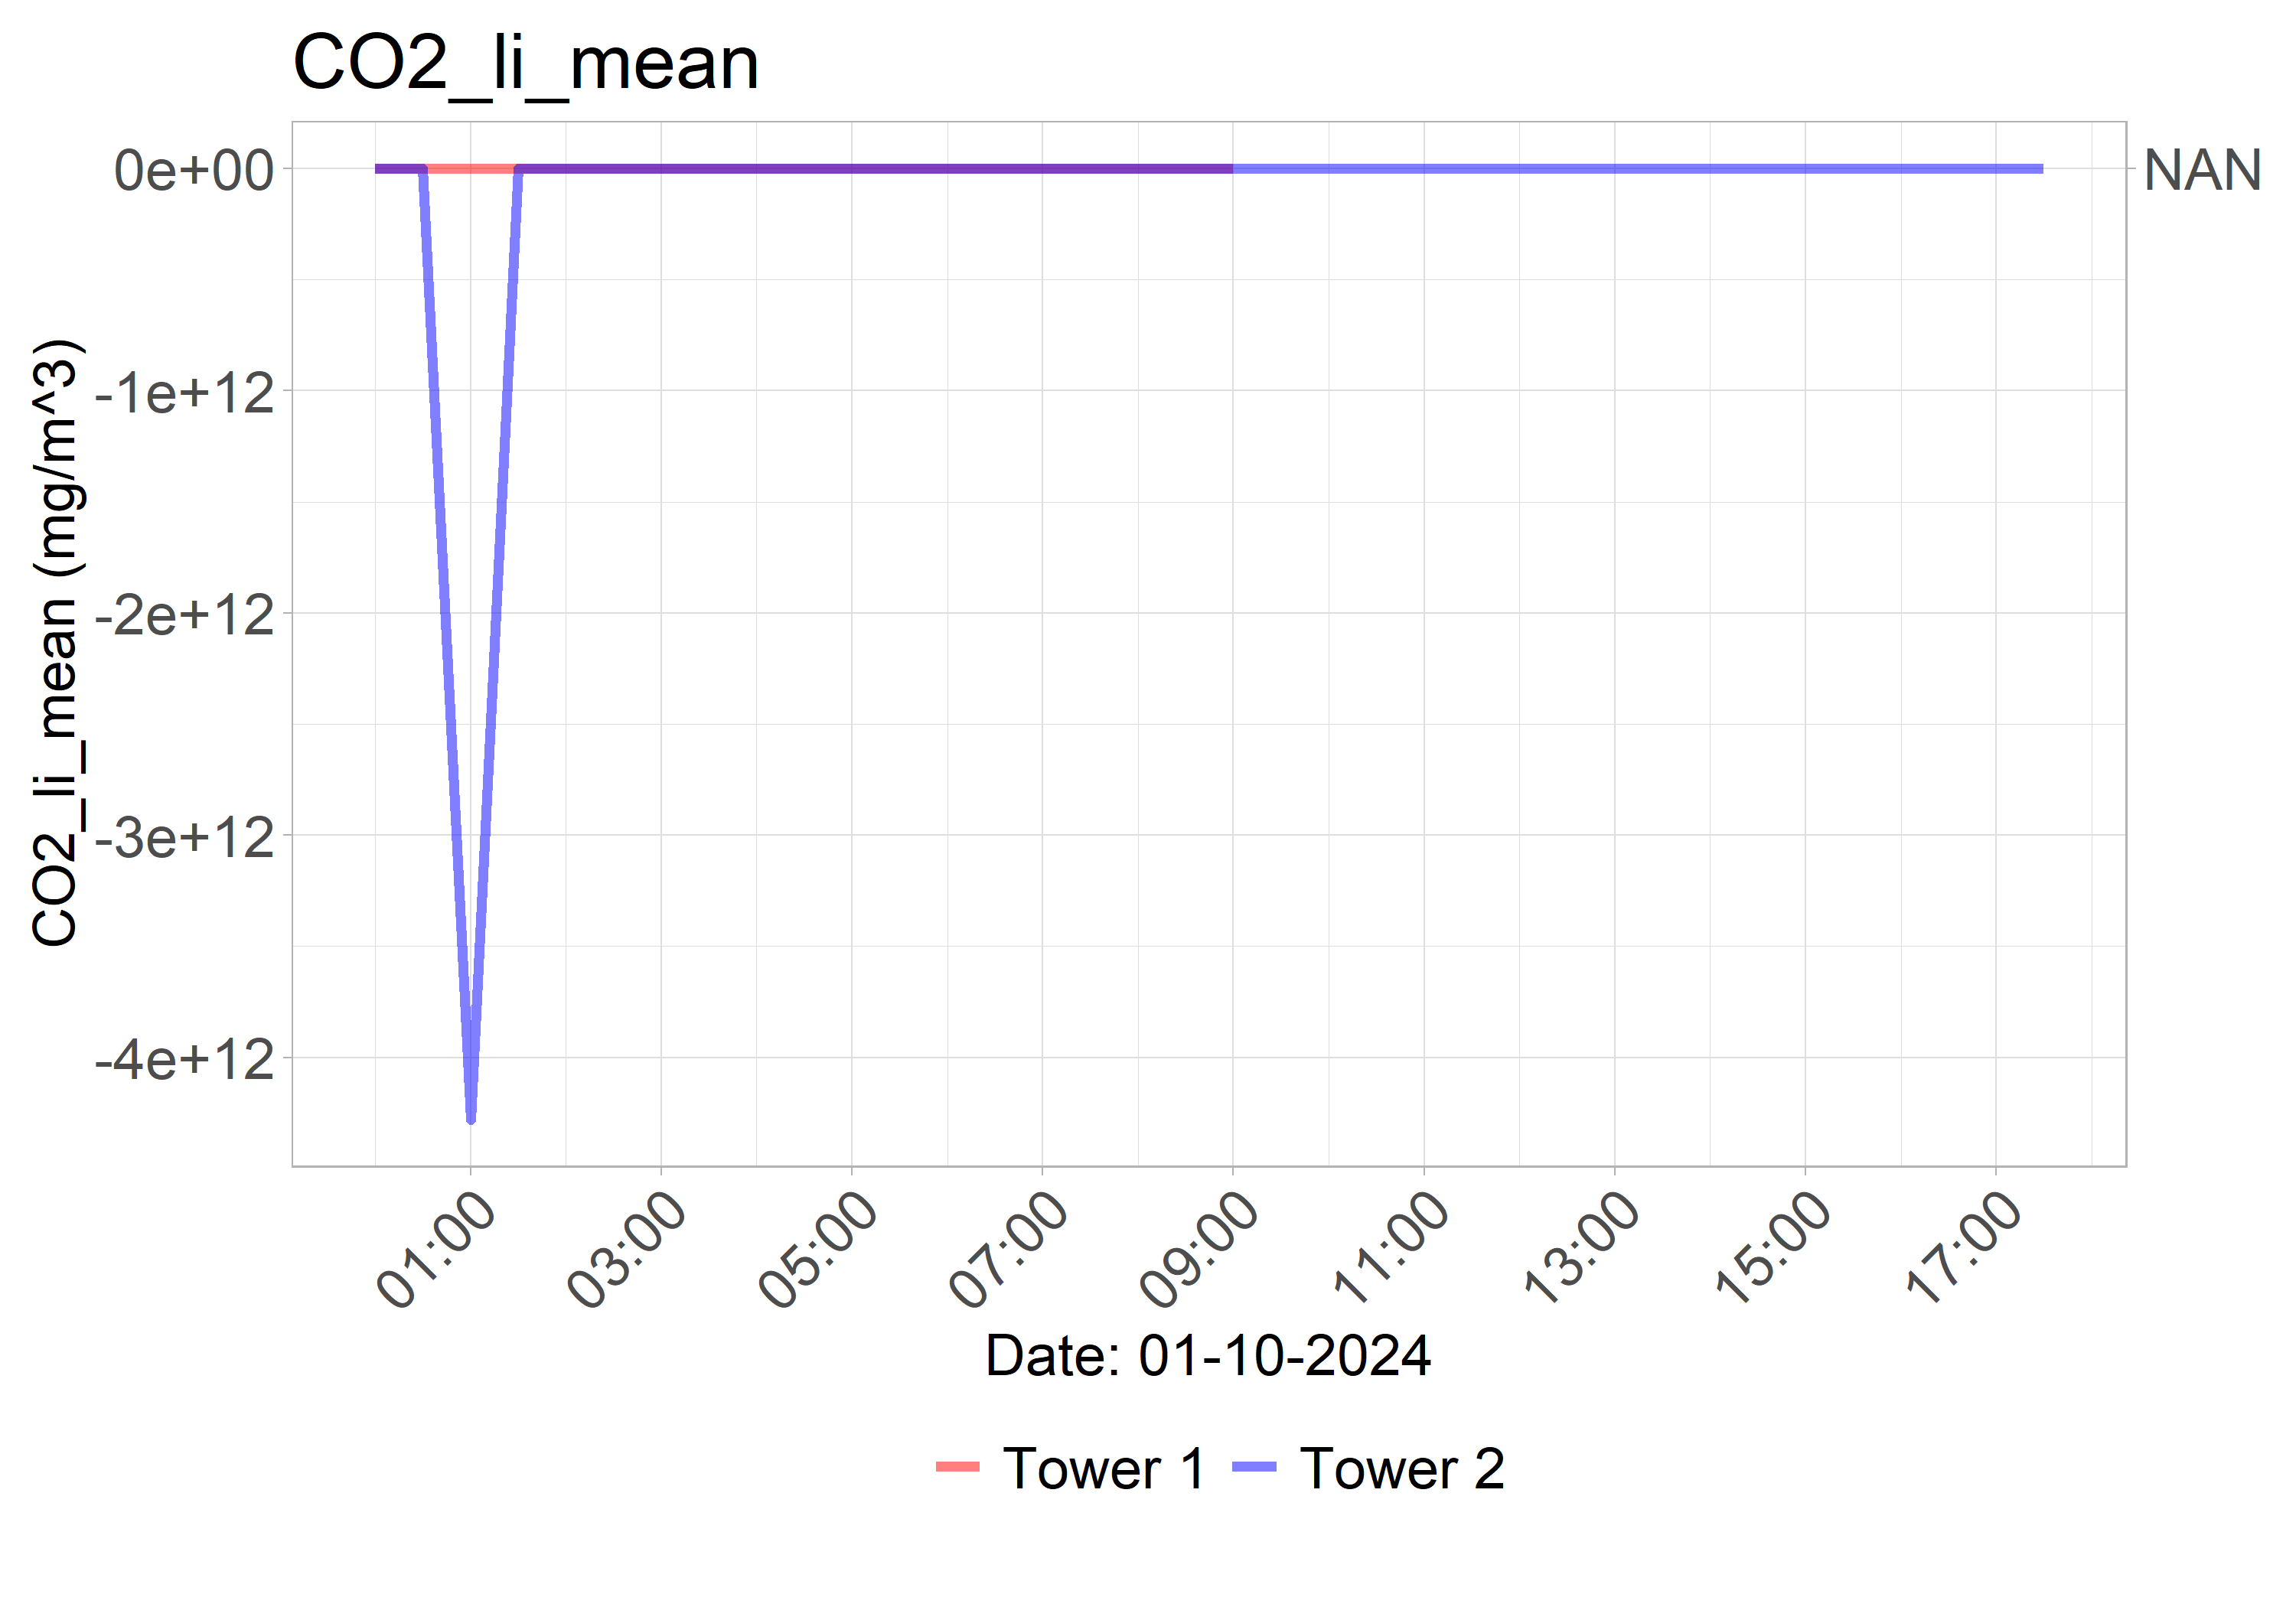 CO2_li_mean
CO2_li_mean (mg/m^3)
0e+00
-1e+12
-2e+12
-3e+12
-4e+12
NAN
01:00
03:00
05:00
07:00
09:00
11:00
13:00
15:00
17:00
Date: 01-10-2024
Tower 1
Tower 2